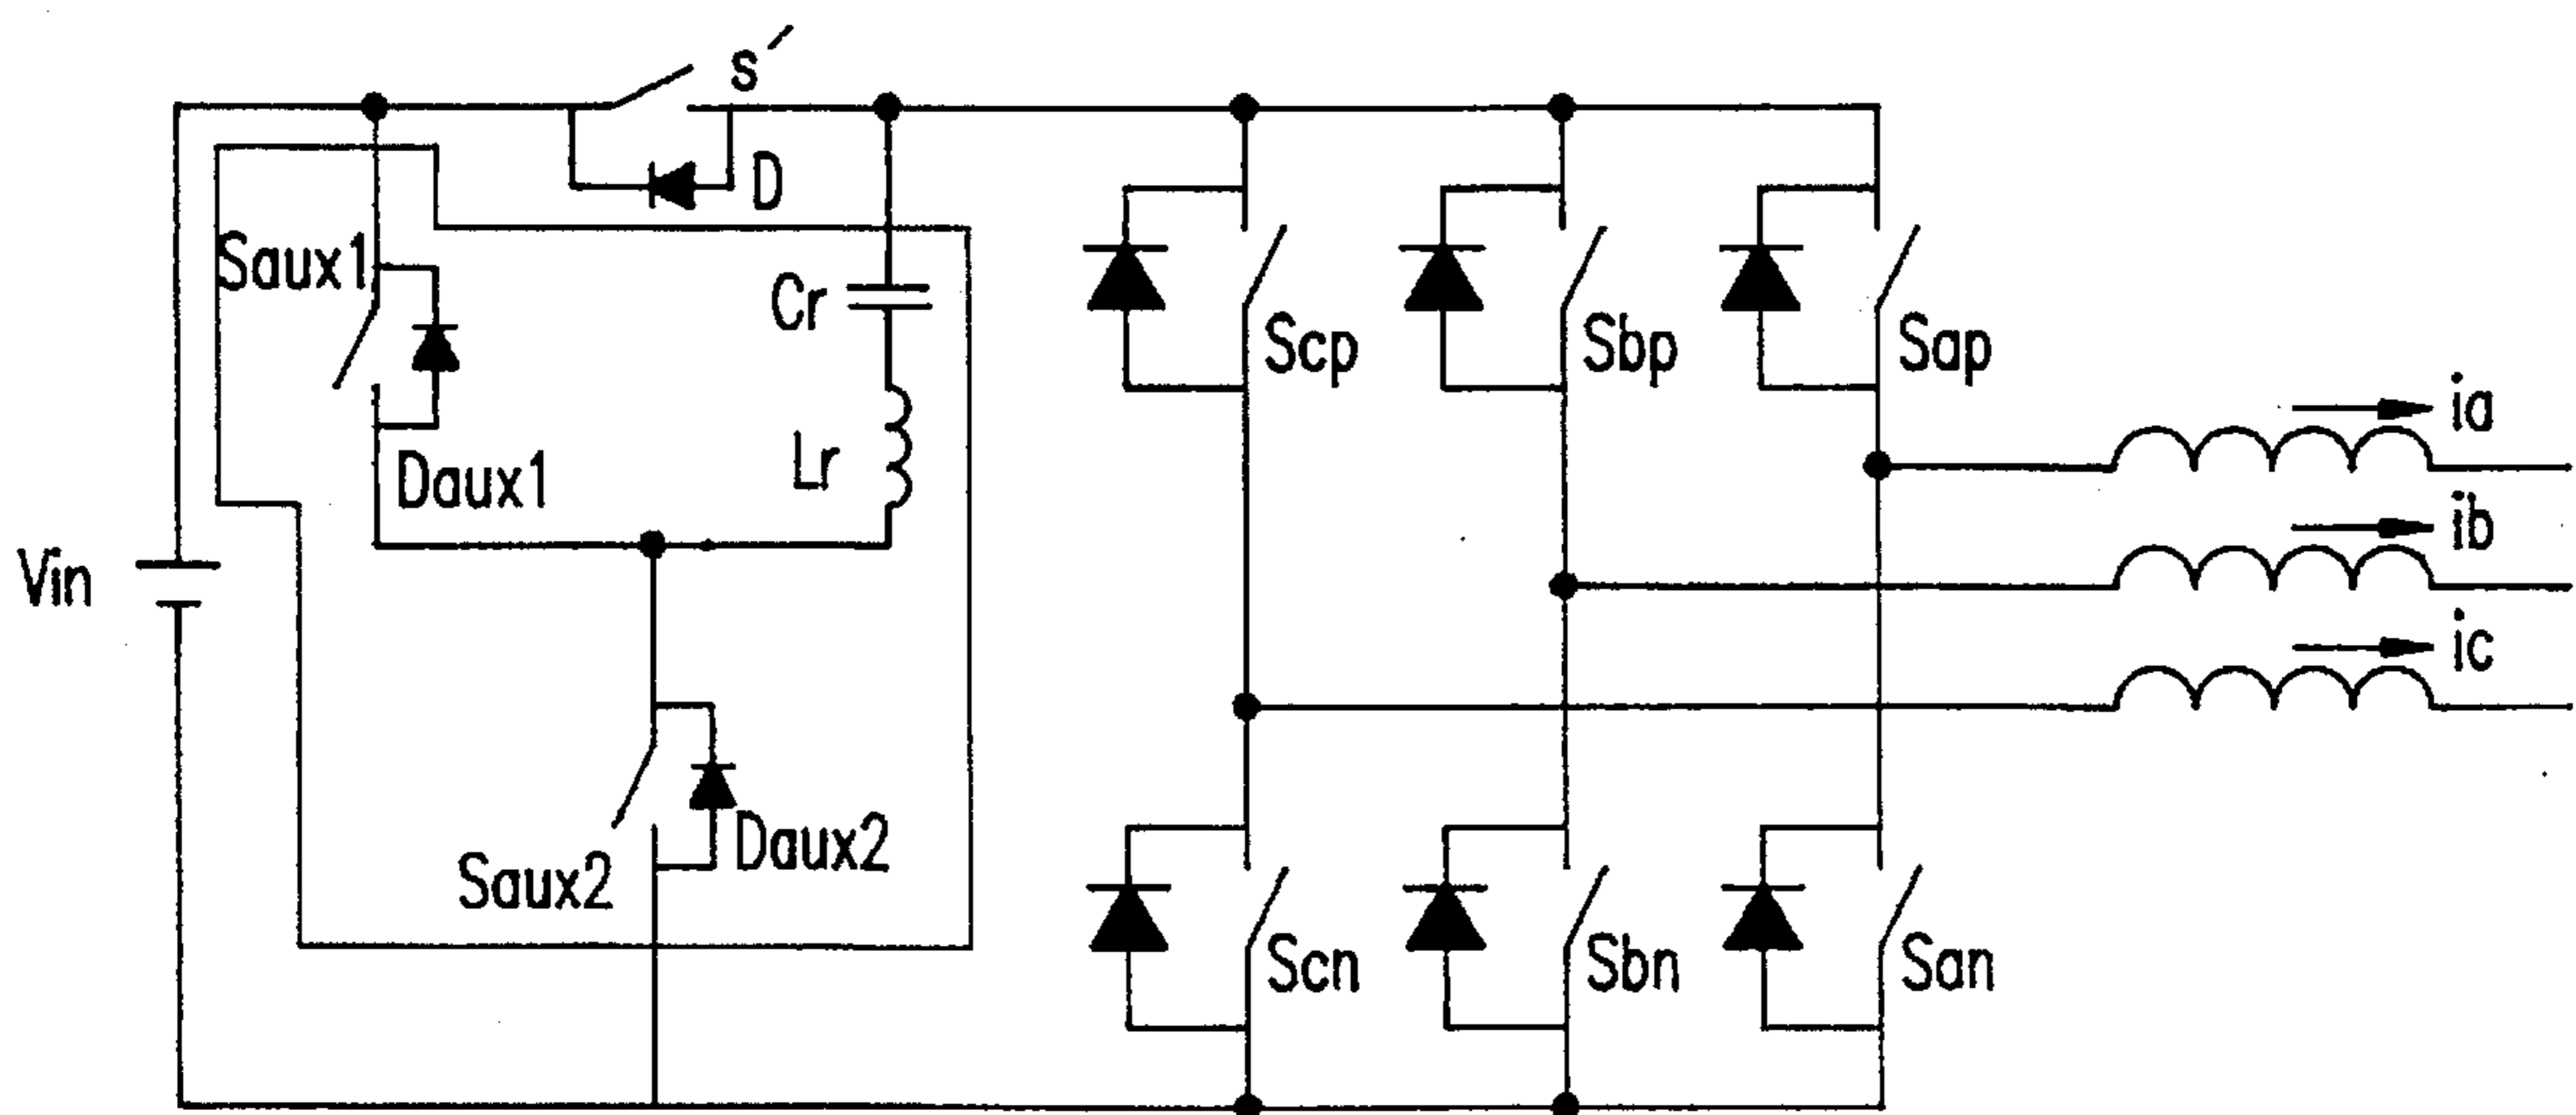 s′
D
Saux1
Cr
Scp
Sbp
Sap
ia
Lr
Daux1
ib
Vin
ic
Daux2
Saux2
Scn
Sbn
San